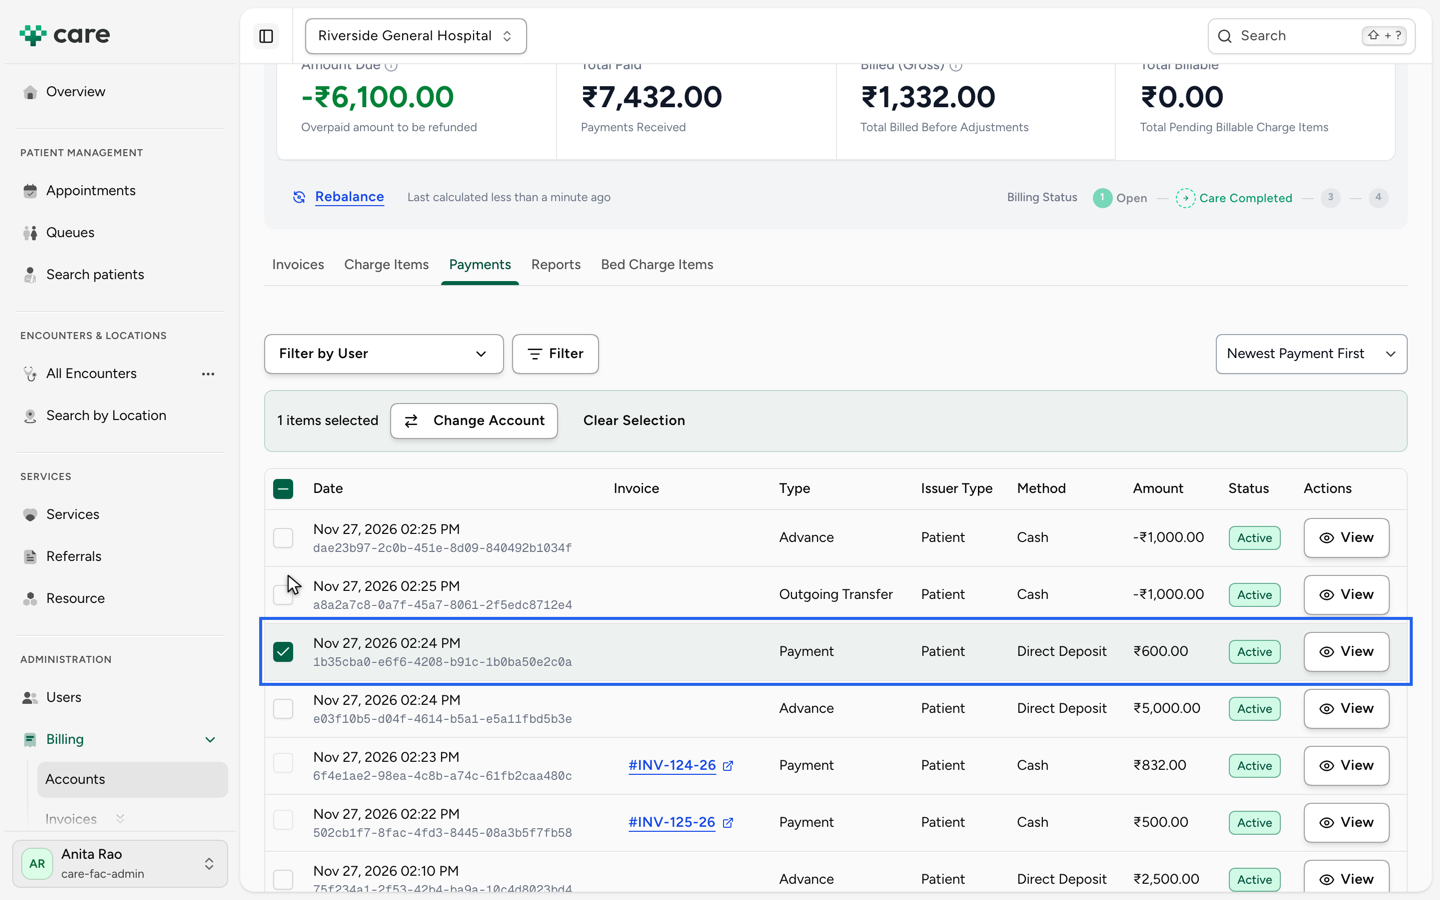 care
Riverside General Hospital
Search
+ ?
Overview
PATIENT MANAGEMENT
Appointments
Queues
Search patients
ENCOUNTERS & LOCATIONS
All Encounters
Search by Location
SERVICES
Services
Referrals
Resource
ADMINISTRATION
Users
Billing
Accounts
Invoices
AR
Anita Rao
care-fac-admin
Amount Due
-₹6,100.00
Overpaid amount to be refunded
Total Paid
₹7,432.00
Payments Received
Billed (Gross)
₹1,332.00
Total Billed Before Adjustments
Total Billable
₹0.00
Total Pending Billable Charge Items
Rebalance Last calculated less than a minute ago
Billing Status 1 Open Care Completed 3 4
Invoices Charge Items Payments Reports Bed Charge Items
Filter by User Filter Newest Payment First
1 items selected Change Account Clear Selection
Date Invoice Type Issuer Type Method Amount Status Actions
Nov 27, 2026 02:25 PM
dae23b97-2c0b-451e-8d09-840492b1034f
Advance Patient Cash -₹1,000.00 Active View
Nov 27, 2026 02:25 PM
a8a2a7c8-0a7f-45a7-8061-2f5edc8712e4
Outgoing Transfer Patient Cash -₹1,000.00 Active View
Nov 27, 2026 02:24 PM
1b35cba0-e6f6-4208-b91c-1b0ba50e2c0a
Payment Patient Direct Deposit ₹600.00 Active View
Nov 27, 2026 02:24 PM
e03f10b5-d04f-4614-b5a1-e5a11fbd5b3e
Advance Patient Direct Deposit ₹5,000.00 Active View
Nov 27, 2026 02:23 PM
6f4e1ae2-98ea-4c8b-a74c-61fb2caa480c
#INV-124-26 Payment Patient Cash ₹832.00 Active View
Nov 27, 2026 02:22 PM
502cb1f7-8fac-4fd3-8445-08a3b5f7fb58
#INV-125-26 Payment Patient Cash ₹500.00 Active View
Nov 27, 2026 02:10 PM
75f234a1-2f53-42b4-ba9a-10c4d8023bd4
Advance Patient Direct Deposit ₹2,500.00 Active View